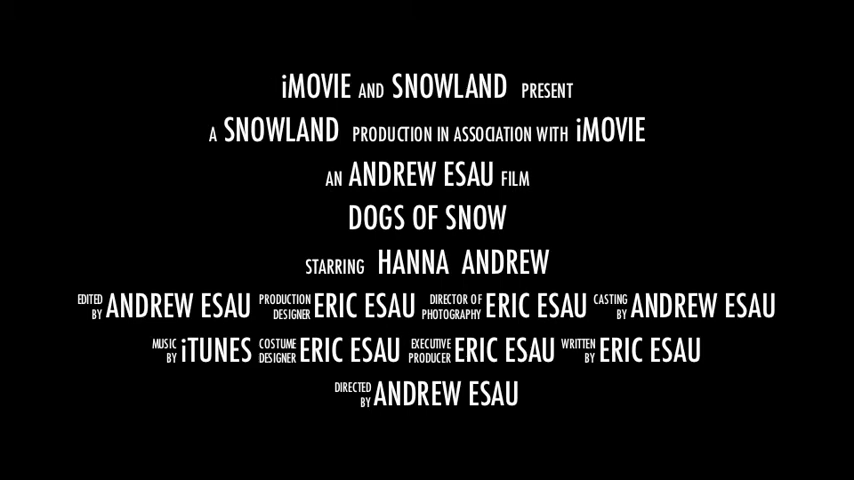 iMOVIE AND SNOWLAND PRESENT
A SNOWLAND PRODUCTION IN ASSOCIATION WITH iMOVIE
AN ANDREW ESAU FILM
DOGS OF SNOW
STARRING HANNA ANDREW
EDITED BY ANDREW ESAU PRODUCTION DESIGNER ERIC ESAU DIRECTOR OF PHOTOGRAPHY ERIC ESAU CASTING BY ANDREW ESAU
MUSIC BY iTUNES COSTUME DESIGNER ERIC ESAU EXECUTIVE PRODUCER ERIC ESAU WRITTEN BY ERIC ESAU
DIRECTED BY ANDREW ESAU